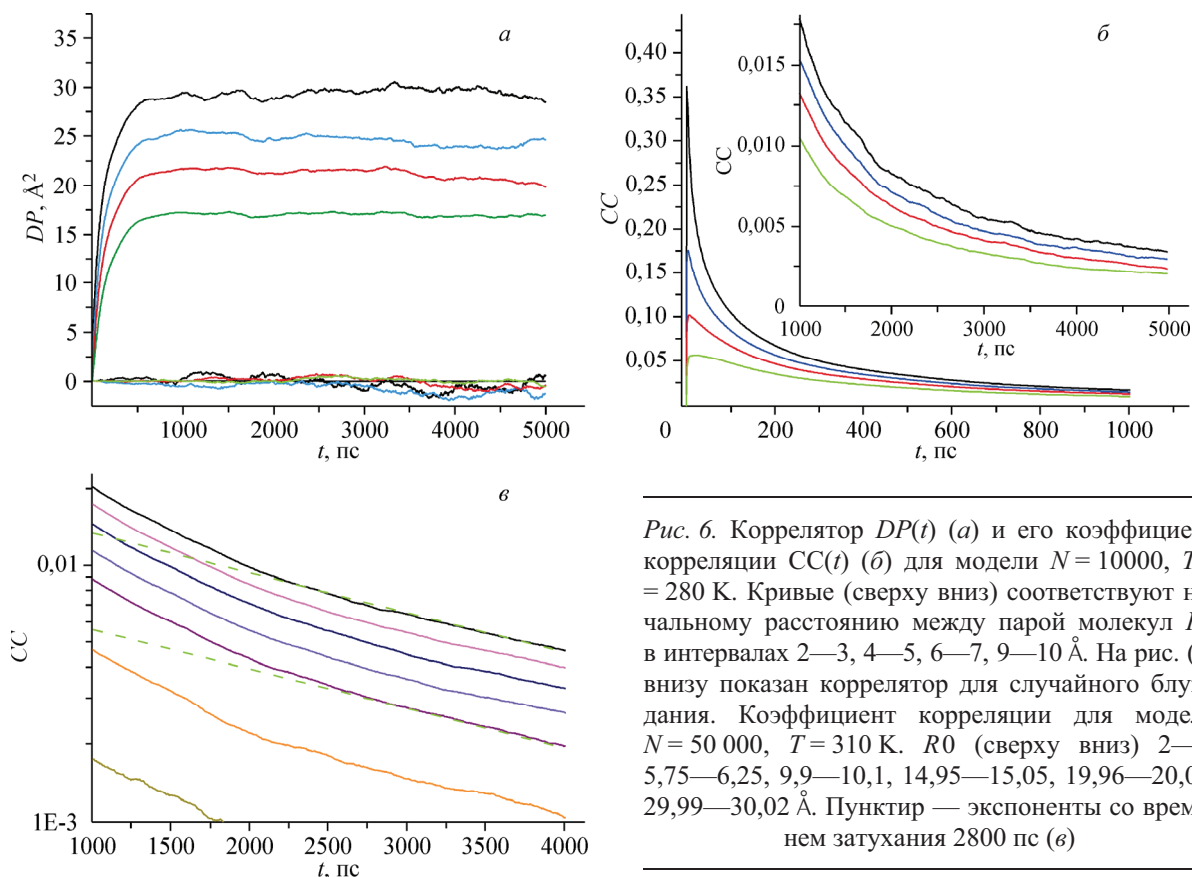 35
30
25
20
15
10
5
0
DP, Å²
1000 2000 3000 4000 5000
t, пс
а
0,40
0,35
0,30
0,25
0,20
0,15
0,10
0,05
CC
0 200 400 600 800 1000
t, пс
б
0,015
0,010
0,005
0
CC
1000 2000 3000 4000 5000
t, пс
в
0,01
1E-3
CC
1000 1500 2000 2500 3000 3500 4000
t, пс
Рис. 6. Коррелятор DP(t) (а) и его коэффицие
корреляции CC(t) (б) для модели N = 10000, T
= 280 K. Кривые (сверху вниз) соответствуют н
чальному расстоянию между парой молекул
в интервалах 2—3, 4—5, 6—7, 9—10 Å. На рис. (
внизу показан коррелятор для случайного блуж
дания. Коэффициент корреляции для модел
N = 50 000, T = 310 K. R0 (сверху вниз) 2—
5,75—6,25, 9,9—10,1, 14,95—15,05, 19,96—20,0
29,99—30,02 Å. Пунктир — экспоненты со врем
нем затухания 2800 пс (в)